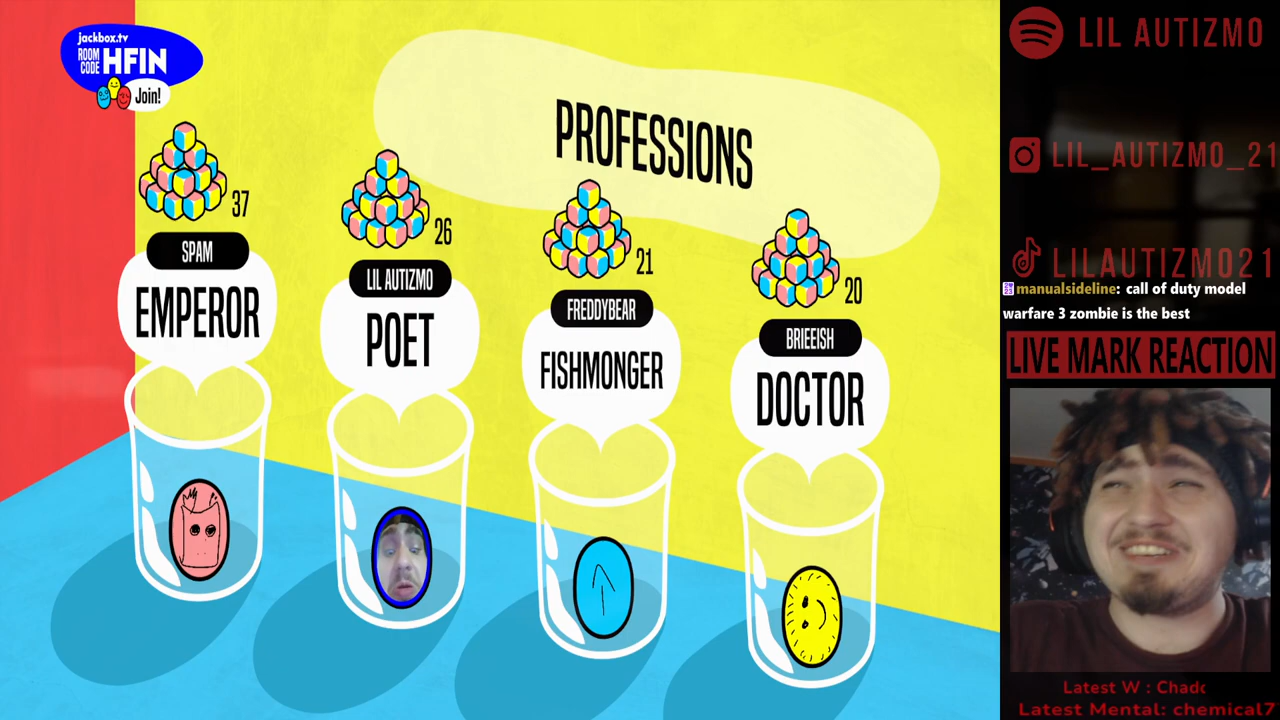 jackbox.tv
ROOM CODE HFIN
Join!
PROFESSIONS
37
SPAM
EMPEROR
26
LIL AUTIZMO
POET
21
FREDDYBEAR
FISHMONGER
20
BRIEEISH
DOCTOR
LIL AUTIZMO
LIL_AUTIZMO_21
LILAUTIZMO21
manualsideline: call of duty model
warfare 3 zombie is the best
LIVE MARK REACTION
Latest W : Chado
Latest Mental: chemical7